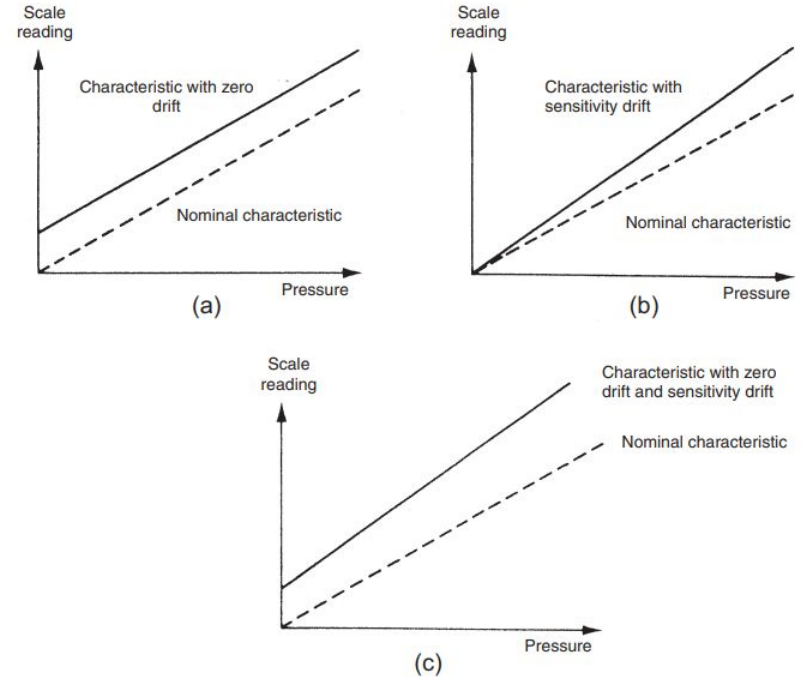 Scale
reading
Characteristic with zero
drift
Nominal characteristic
Pressure
(a)
Scale
reading
Characteristic with
sensitivity drift
Nominal characteristic
Pressure
(b)
Scale
reading
Characteristic with zero
drift and sensitivity drift
Nominal characteristic
Pressure
(c)